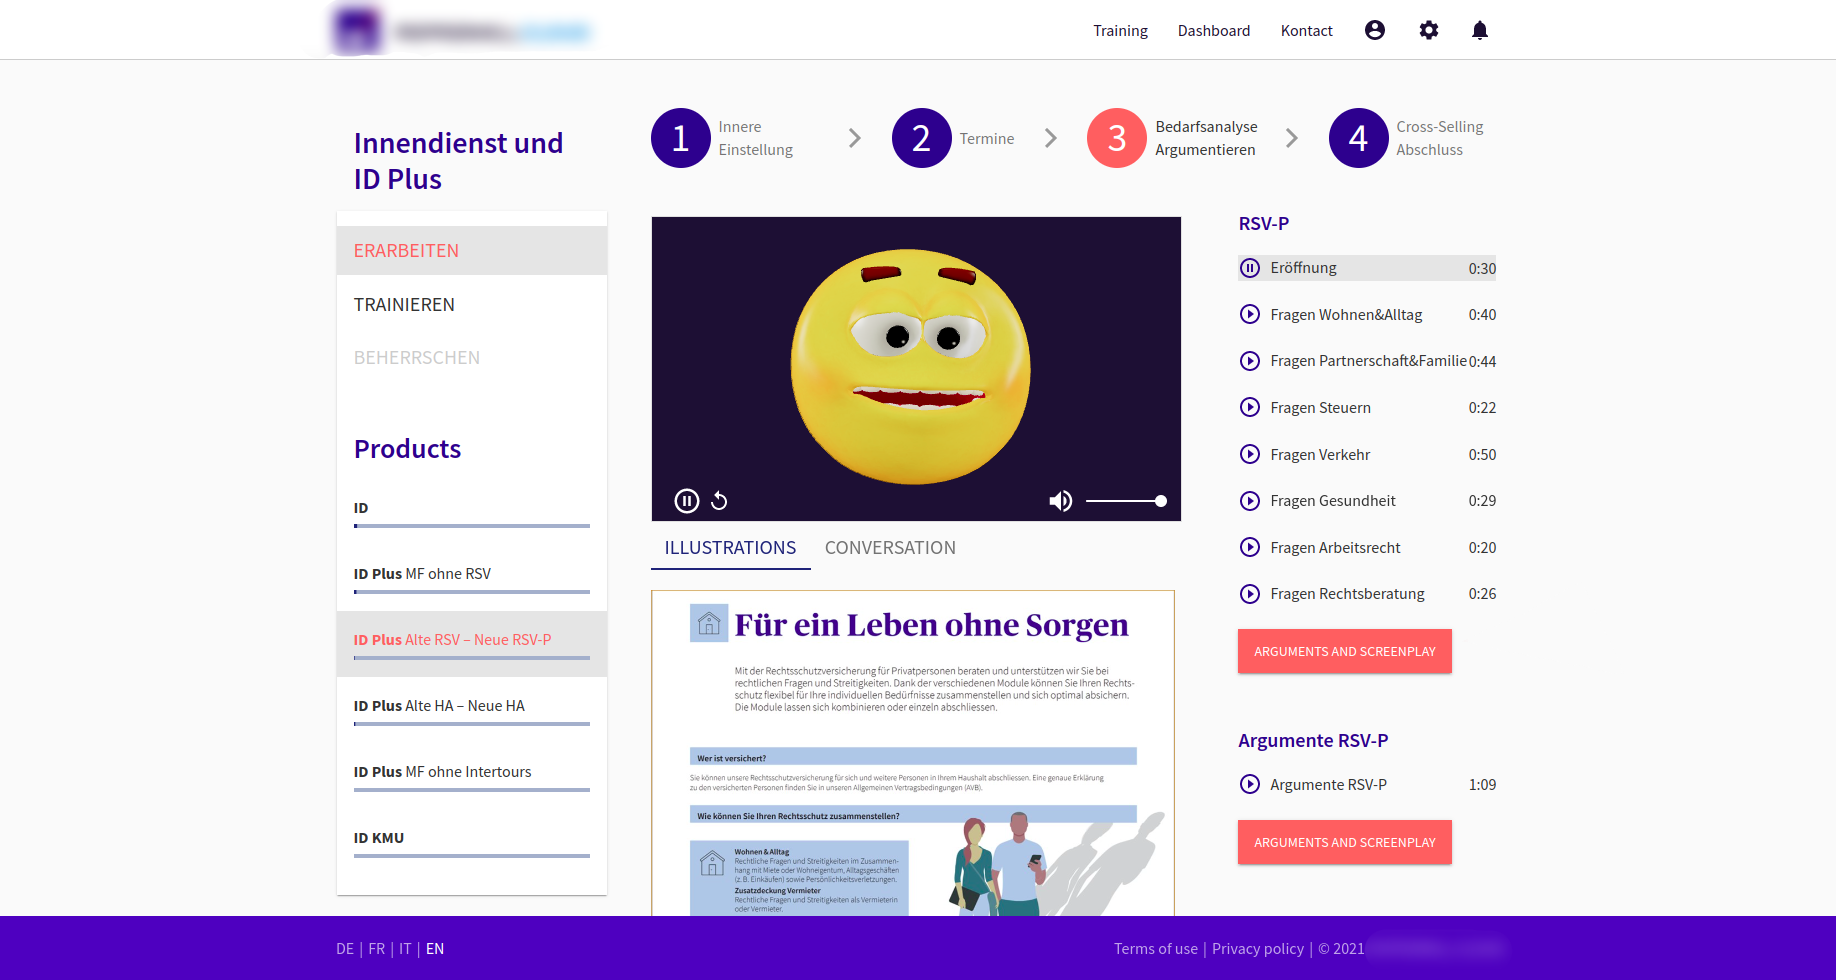 Training
Dashboard
Kontact
Innendienst und
ID Plus
1
Innere
Einstellung
2
Termine
3
Bedarfsanalyse
Argumentieren
4
Cross-Selling
Abschluss
ERARBEITEN
TRAINIEREN
BEHERRSCHEN
Products
ID
ID Plus MF ohne RSV
ID Plus Alte RSV – Neue RSV-P
ID Plus Alte HA – Neue HA
ID Plus MF ohne Intertours
ID KMU
ILLUSTRATIONS
CONVERSATION
Für ein Leben ohne Sorgen
Mit der Rechtsschutzversicherung für Privatpersonen beraten und unterstützen wir Sie bei
rechtlichen Fragen und Streitigkeiten. Dank der verschiedenen Module können Sie Ihren Rechts-
schutz flexibel für Ihre individuellen Bedürfnisse zusammenstellen und sich optimal absichern.
Die Module lassen sich kombinieren oder einzeln abschliessen.
Wer ist versichert?
Sie können unsere Rechtsschutzversicherung für sich und weitere Personen in Ihrem Haushalt abschliessen. Eine genaue Erklärung
zu den versicherten Personen finden Sie in unseren Allgemeinen Vertragsbedingungen (AVB).
Wie können Sie Ihren Rechtsschutz zusammenstellen?
Wohnen & Alltag
Rechtliche Fragen und Streitigkeiten im Zusammen-
hang mit Miete oder Wohneigentum, Alltagsgeschäften
(z. B. Einkäufen) sowie Persönlichkeitsverletzungen.
Zusatzdeckung Vermieter
Rechtliche Fragen und Streitigkeiten als Vermieterin
oder Vermieter.
RSV-P
Eröffnung 0:30
Fragen Wohnen&Alltag 0:40
Fragen Partnerschaft&Familie 0:44
Fragen Steuern 0:22
Fragen Verkehr 0:50
Fragen Gesundheit 0:29
Fragen Arbeitsrecht 0:20
Fragen Rechtsberatung 0:26
ARGUMENTS AND SCREENPLAY
Argumente RSV-P
Argumente RSV-P 1:09
ARGUMENTS AND SCREENPLAY
DE | FR | IT | EN
Terms of use | Privacy policy | © 2021